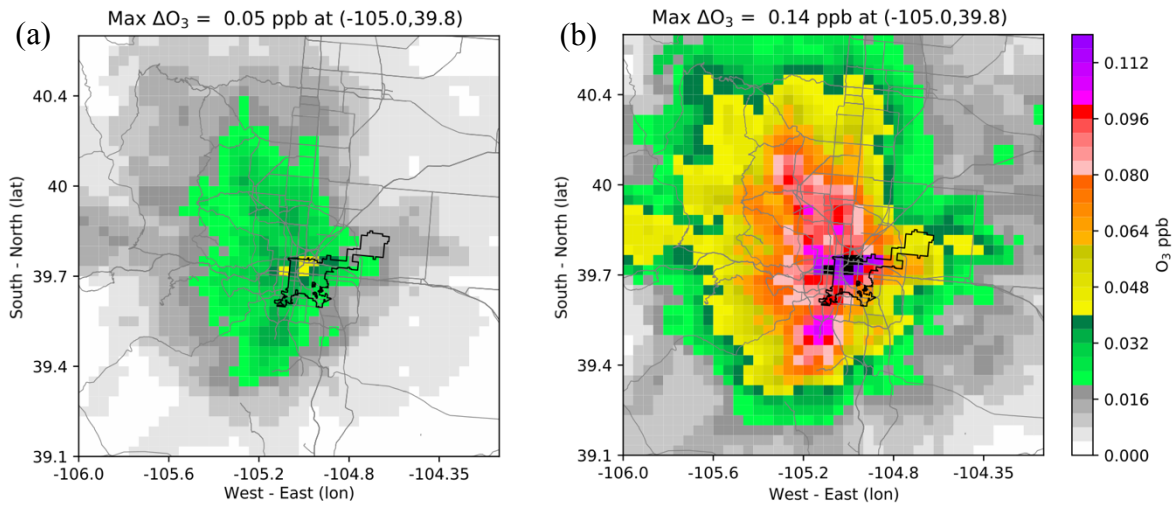 Max ΔO₃ = 0.05 ppb at (-105.0,39.8)
(a)
South - North (lat)
40.4
40
39.7
39.4
39.1
-106.0 -105.6 -105.2 -104.8 -104.35
West - East (lon)
Max ΔO₃ = 0.14 ppb at (-105.0,39.8)
(b)
South - North (lat)
40.4
40
39.7
39.4
39.1
-106.0 -105.6 -105.2 -104.8 -104.35
West - East (lon)
0.112
0.096
0.080
0.064
0.048
0.032
0.016
0.000
O₃ ppb